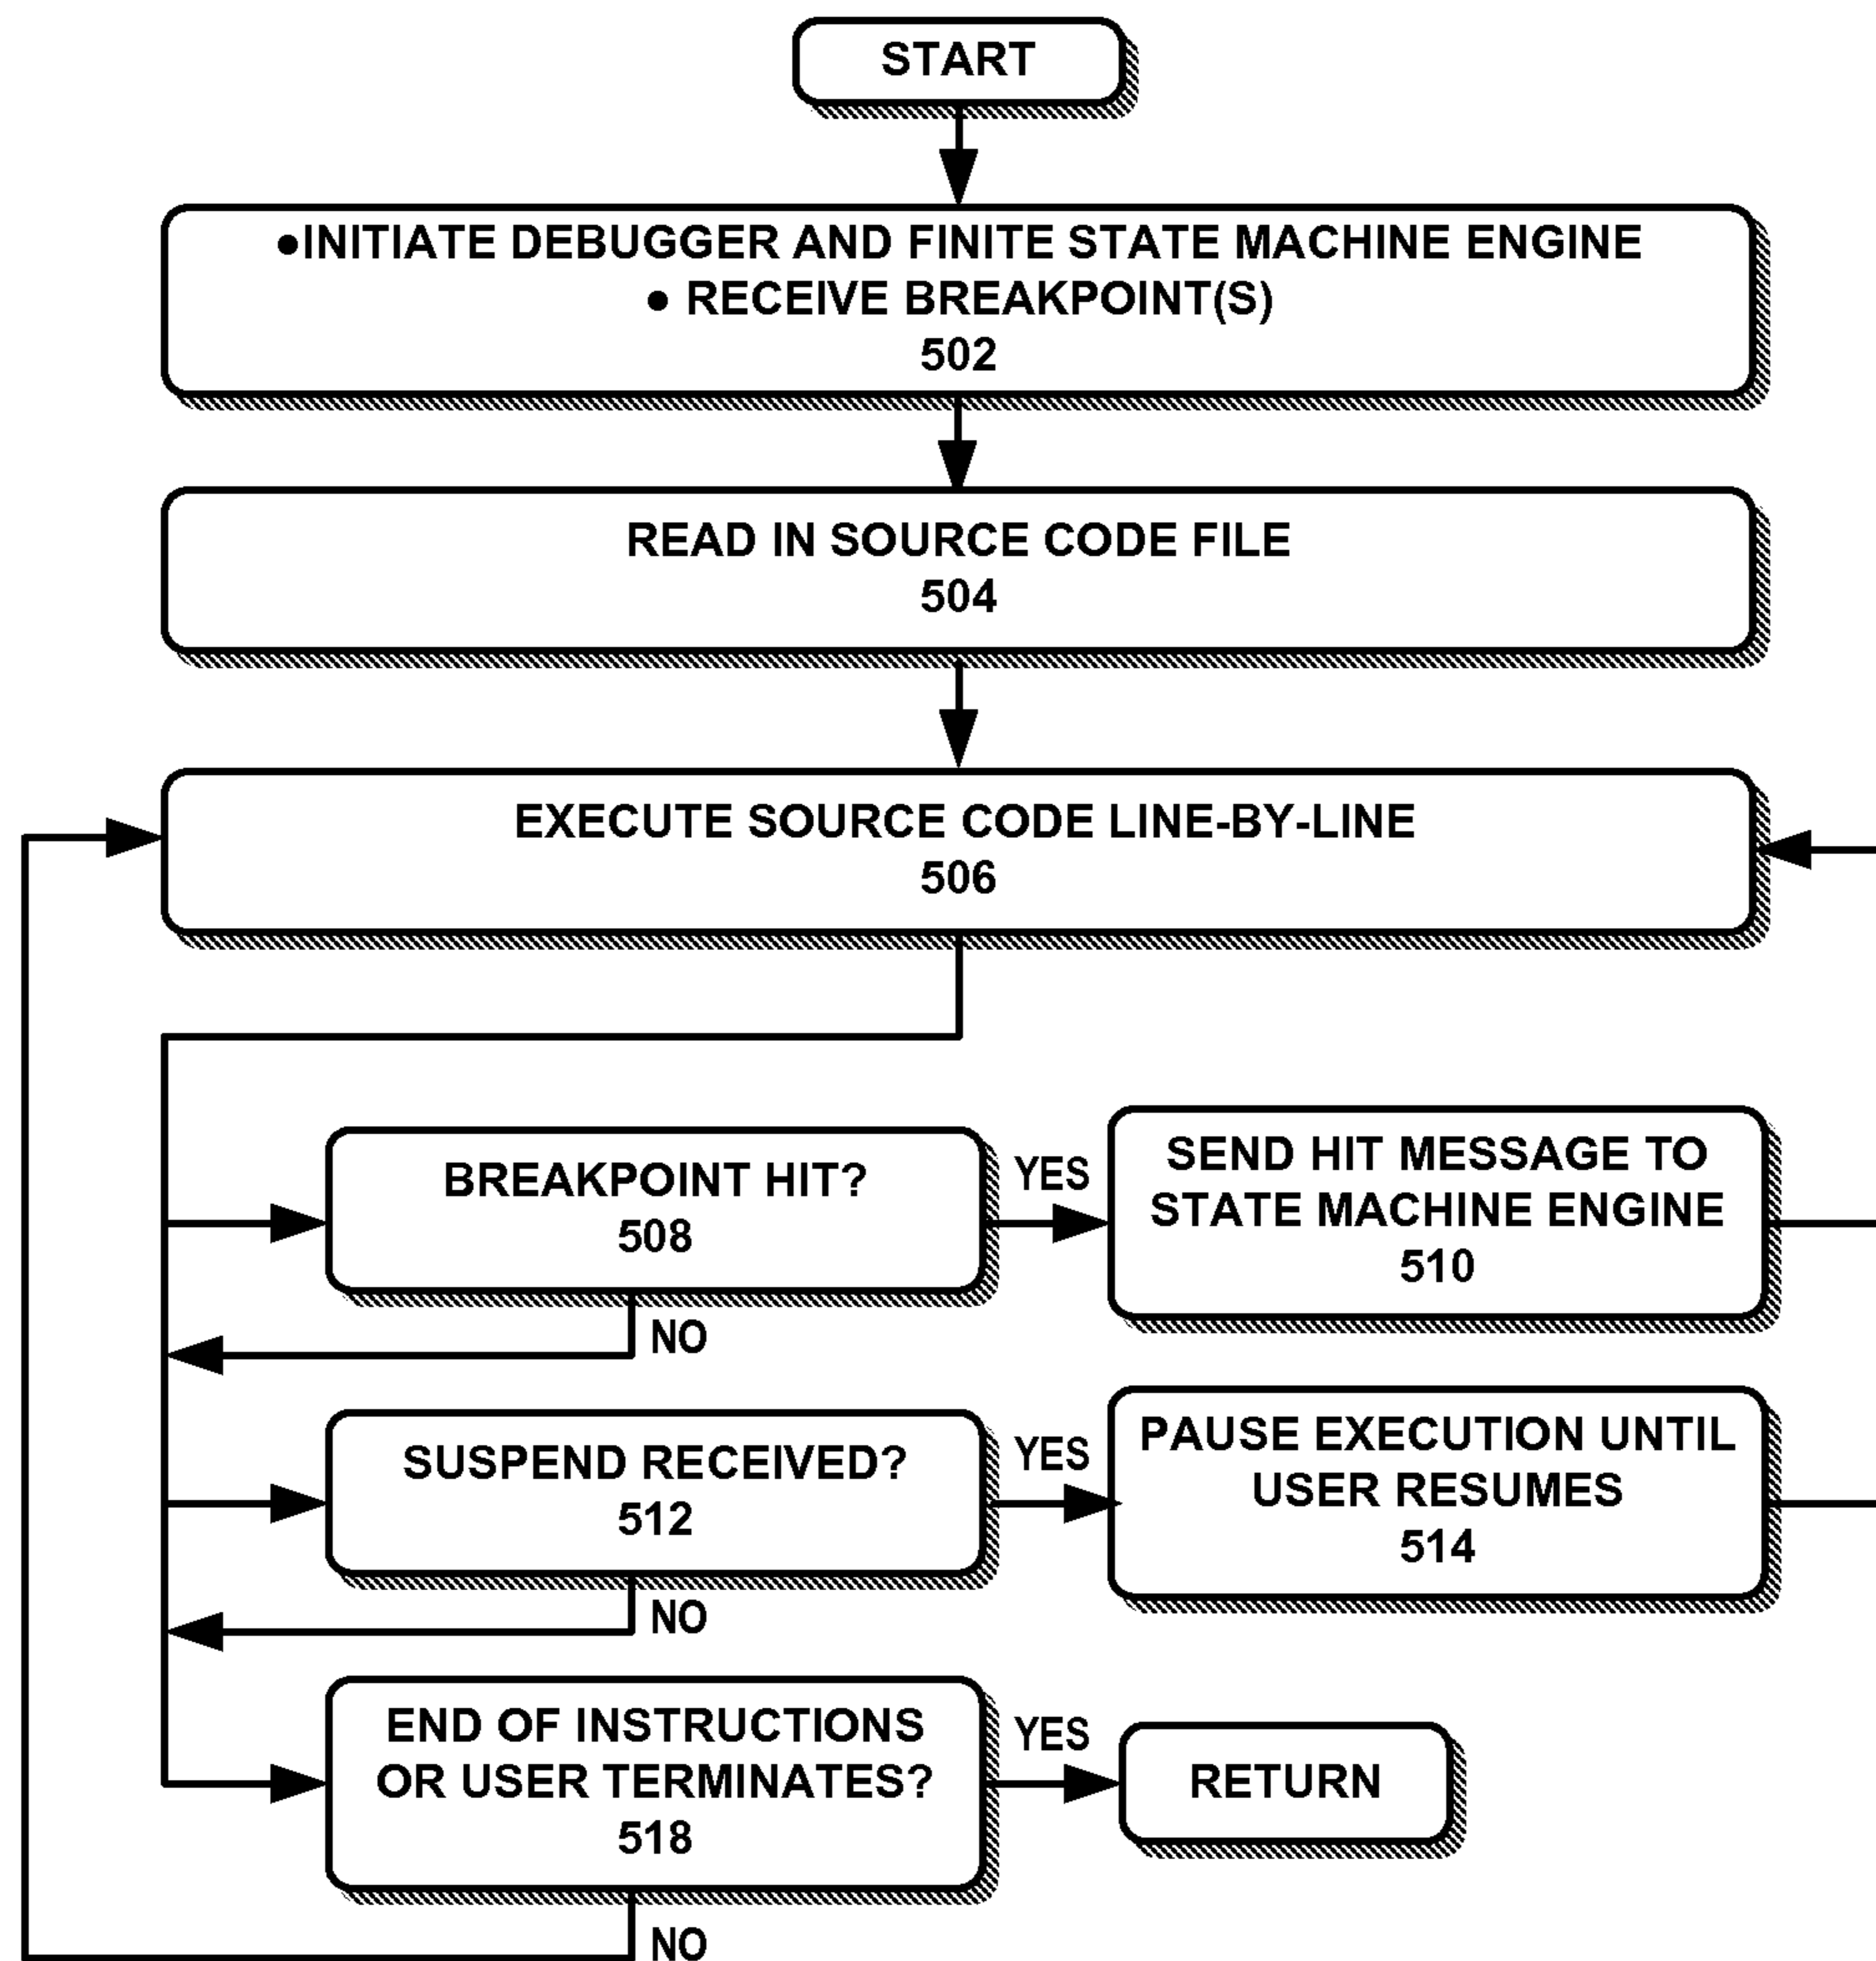 START
●INITIATE DEBUGGER AND FINITE STATE MACHINE ENGINE
● RECEIVE BREAKPOINT(S)
502
READ IN SOURCE CODE FILE
504
EXECUTE SOURCE CODE LINE-BY-LINE
506
BREAKPOINT HIT?
508
YES
SEND HIT MESSAGE TO
STATE MACHINE ENGINE
510
NO
SUSPEND RECEIVED?
512
YES
PAUSE EXECUTION UNTIL
USER RESUMES
514
NO
END OF INSTRUCTIONS
OR USER TERMINATES?
518
YES
RETURN
NO